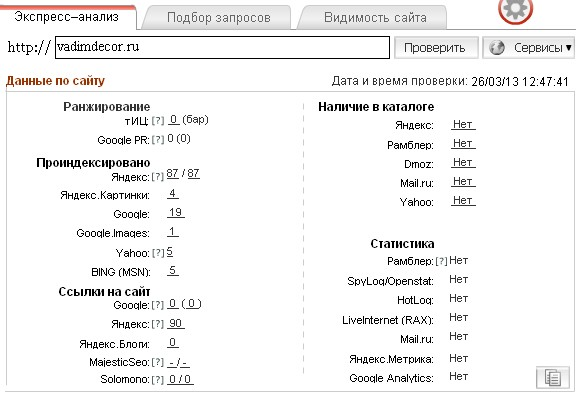 Экспресс–анализ
Подбор запросов
Видимость сайта
http://
vadimdecor.ru
Проверить
Сервисы ▾
Данные по сайту
Дата и время проверки: 26/03/13 12:47:41
Ранжирование
тИЦ: [?] 0 (бар)
Google PR: [?] 0 (0)
Проиндексировано
Яндекс: [?] 87 / 87
Яндекс.Картинки: 4
Google: 19
Google.Images: 1
Yahoo: [?] 5
BING (MSN): 5
Ссылки на сайт
Google: [?] 0 ( 0 )
Яндекс: [?] 90
Яндекс.Блоги: 0
MajesticSeo: [?] - / -
Solomono: [?] 0 / 0
Наличие в каталоге
Яндекс: Нет
Рамблер: Нет
Dmoz: Нет
Mail.ru: Нет
Yahoo: Нет
Статистика
Рамблер: [?] Нет
SpyLog/Openstat: Нет
HotLog: Нет
LiveInternet (RAX): Нет
Mail.ru: Нет
Яндекс.Метрика: Нет
Google Analytics: Нет